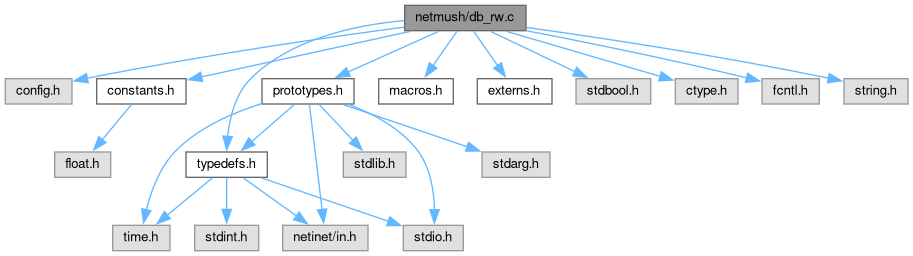 netmush/db_rw.c
config.h
constants.h
prototypes.h
macros.h
externs.h
stdbool.h
ctype.h
fcntl.h
string.h
float.h
typedefs.h
stdlib.h
stdarg.h
time.h
stdint.h
netinet/in.h
stdio.h